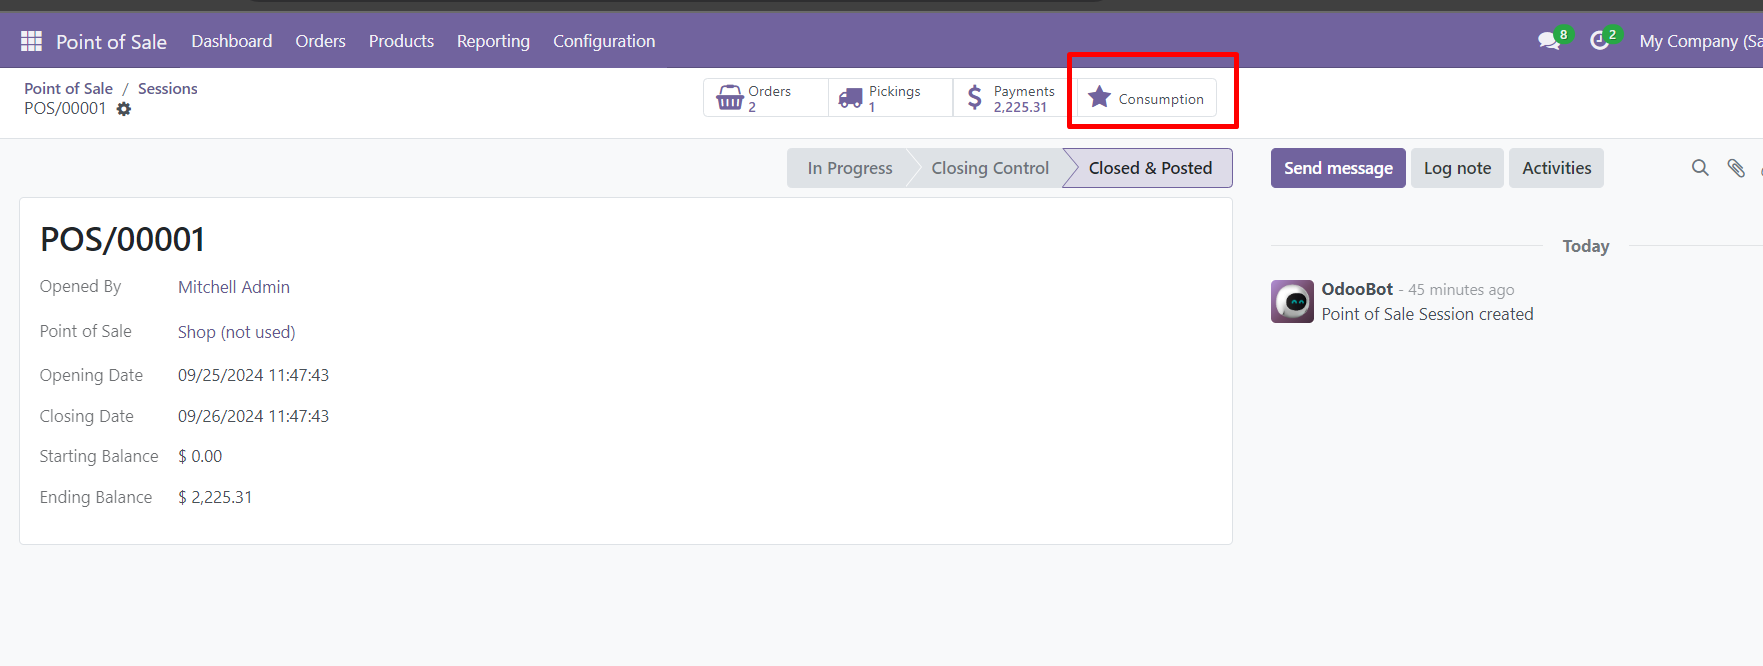 Point of Sale Dashboard Orders Products Reporting Configuration 8 2 My Company (Sa
Point of Sale / Sessions
POS/00001
Orders
2
Pickings
1
Payments
2,225.31
Consumption
In Progress Closing Control Closed & Posted
Send message Log note Activities
POS/00001
Opened By Mitchell Admin
Point of Sale Shop (not used)
Opening Date 09/25/2024 11:47:43
Closing Date 09/26/2024 11:47:43
Starting Balance $ 0.00
Ending Balance $ 2,225.31
Today
OdooBot - 45 minutes ago
Point of Sale Session created